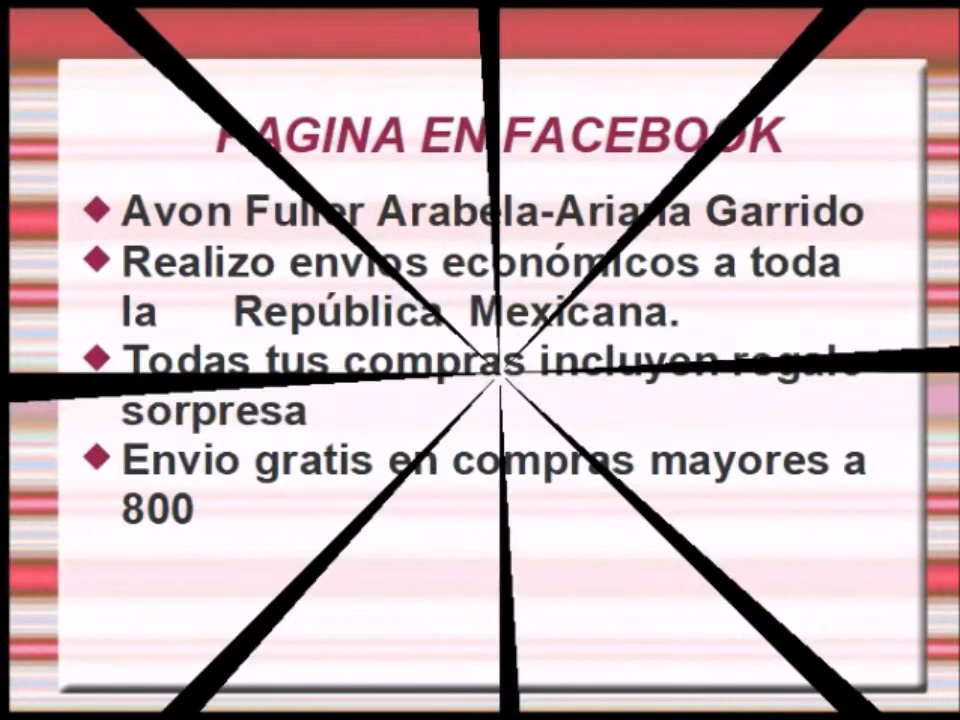 PAGINA EN FACEBOOK
Avon Fuller Arabela-Ariana Garrido
Realizo envios económicos a toda
la República Mexicana.
Todas tus compras incluyen regalo
sorpresa
Envio gratis en compras mayores a
800